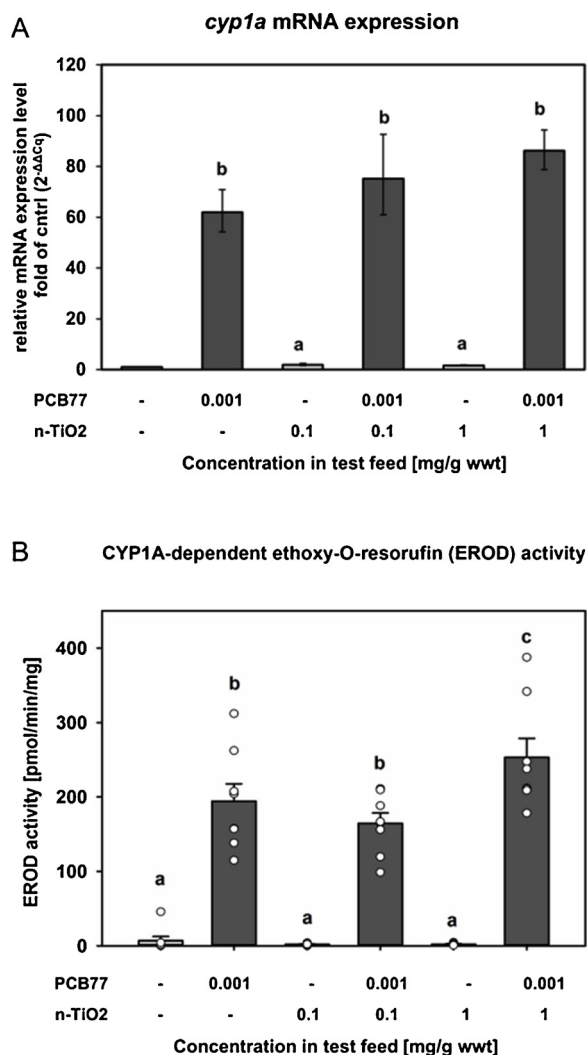 A
cyp1a mRNA expression
relative mRNA expression level
fold of cntrl (2-ΔΔCq)
120
100
80
60
40
20
0
b
a
b
a
b
PCB77 - 0.001 - 0.001 - 0.001
n-TiO2 - - 0.1 0.1 1 1
Concentration in test feed [mg/g wwt]
B
CYP1A-dependent ethoxy-O-resorufin (EROD) activity
EROD activity [pmol/min/mg]
400
300
200
100
0
a
b
a
b
a
c
PCB77 - 0.001 - 0.001 - 0.001
n-TiO2 - - 0.1 0.1 1 1
Concentration in test feed [mg/g wwt]